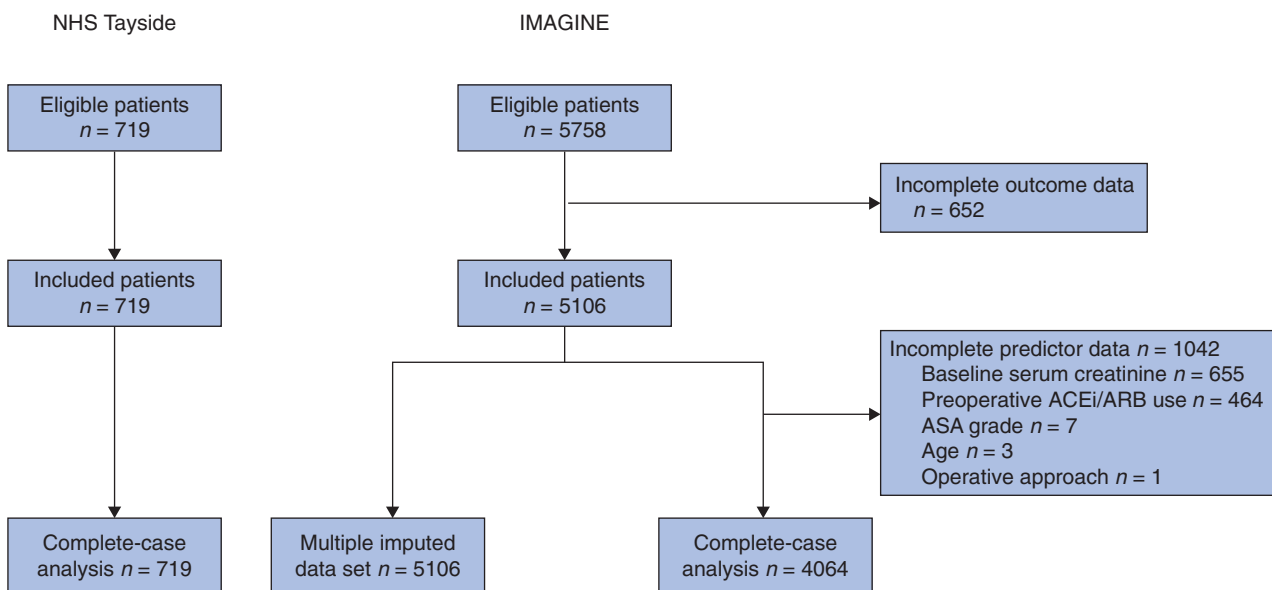 NHS Tayside
IMAGINE
Eligible patients
n = 719
Eligible patients
n = 5758
Incomplete outcome data
n = 652
Included patients
n = 719
Included patients
n = 5106
Incomplete predictor data n = 1042
Baseline serum creatinine n = 655
Preoperative ACEi/ARB use n = 464
ASA grade n = 7
Age n = 3
Operative approach n = 1
Complete-case
analysis n = 719
Multiple imputed
data set n = 5106
Complete-case
analysis n = 4064